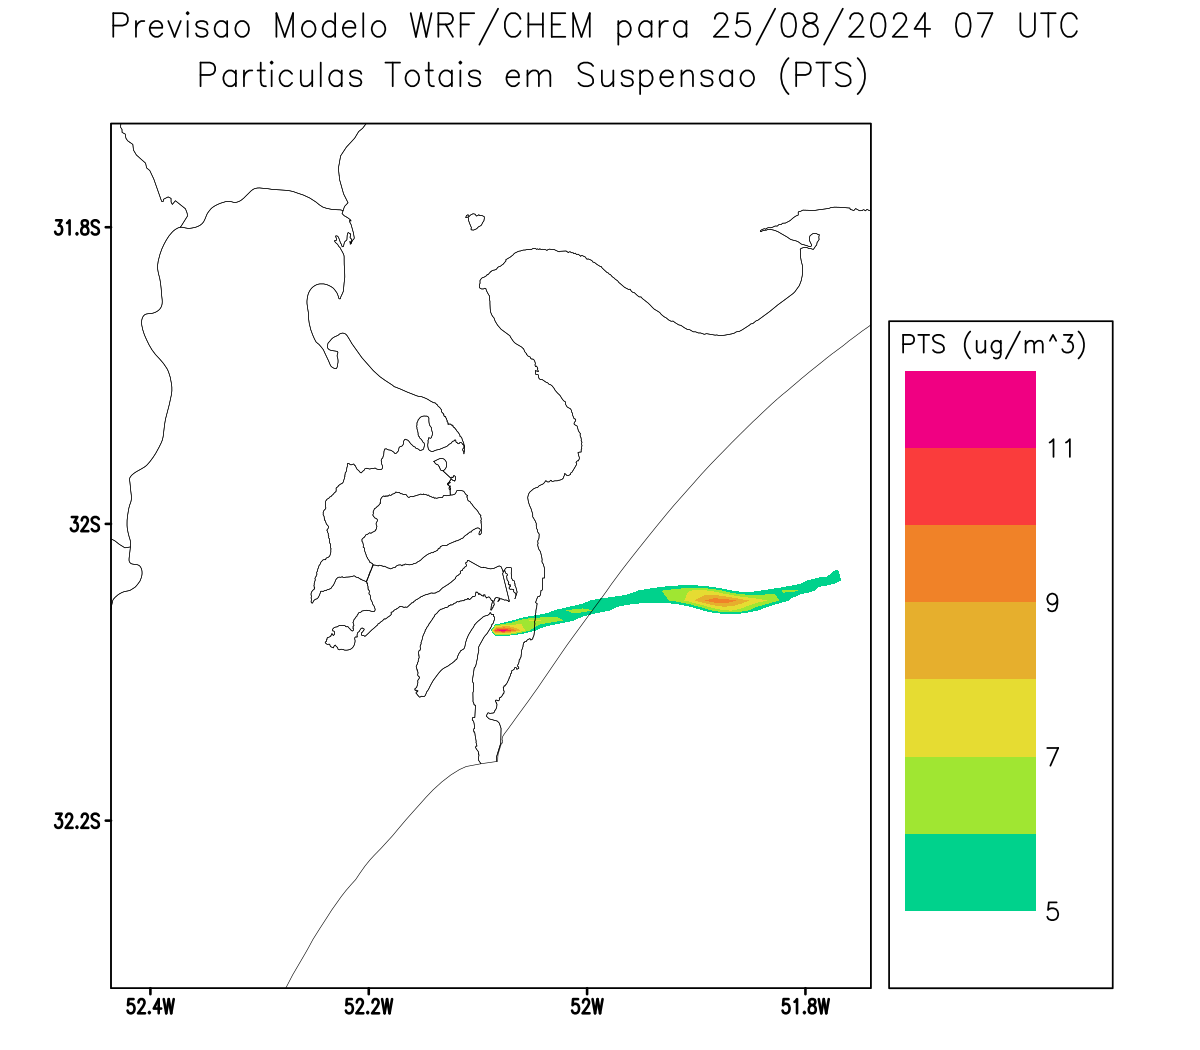 Previsao Modelo WRF/CHEM para 25/08/2024 07 UTC
Particulas Totais em Suspensao (PTS)
31.8S
32S
32.2S
52.4W
52.2W
52W
51.8W
PTS (ug/m^3)
11
9
7
5